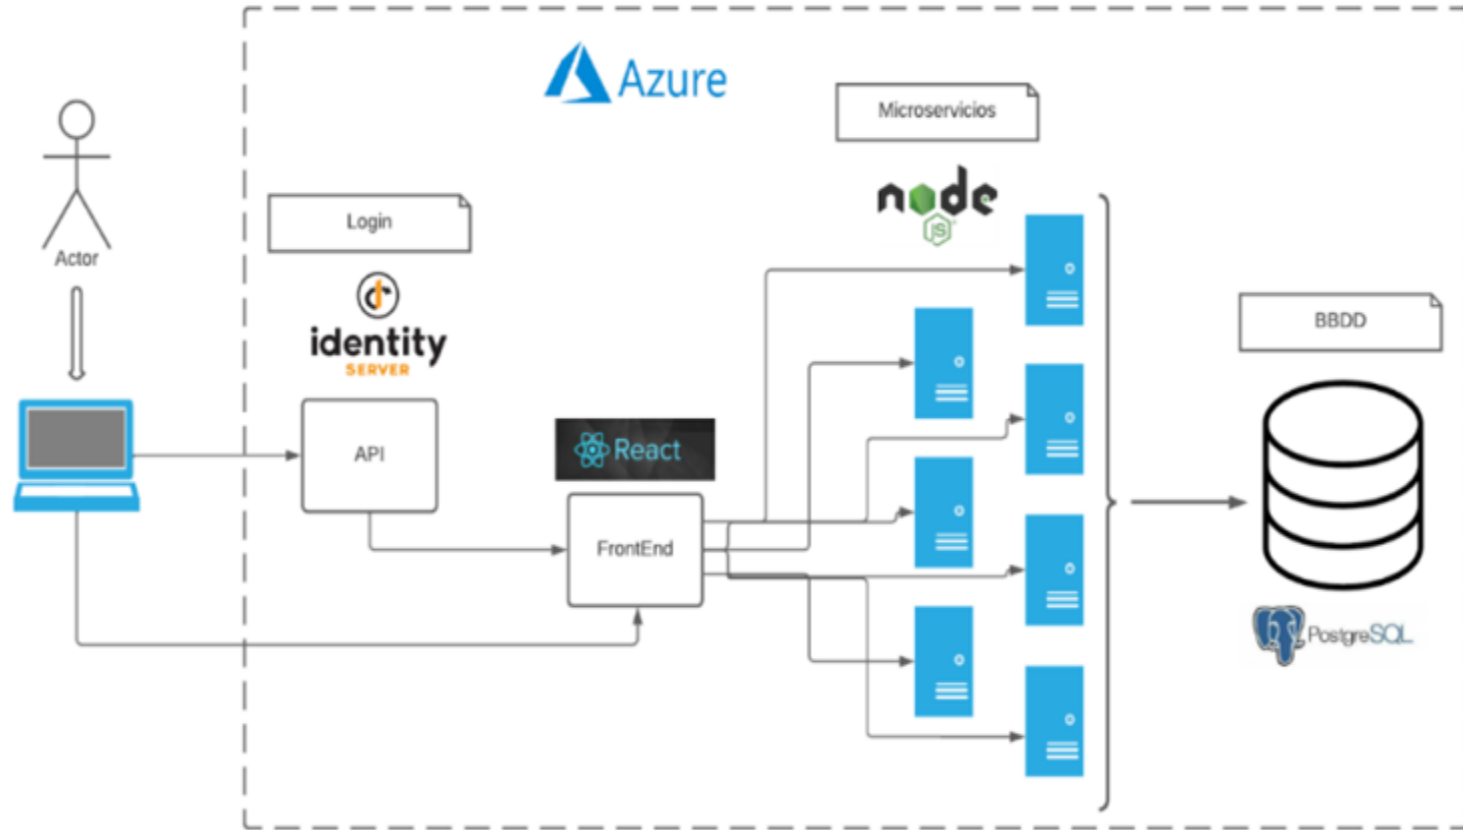 Azure
Microservicios
node
JS
Actor
Login
identity
SERVER
API
React
FrontEnd
BBDD
PostgreSQL